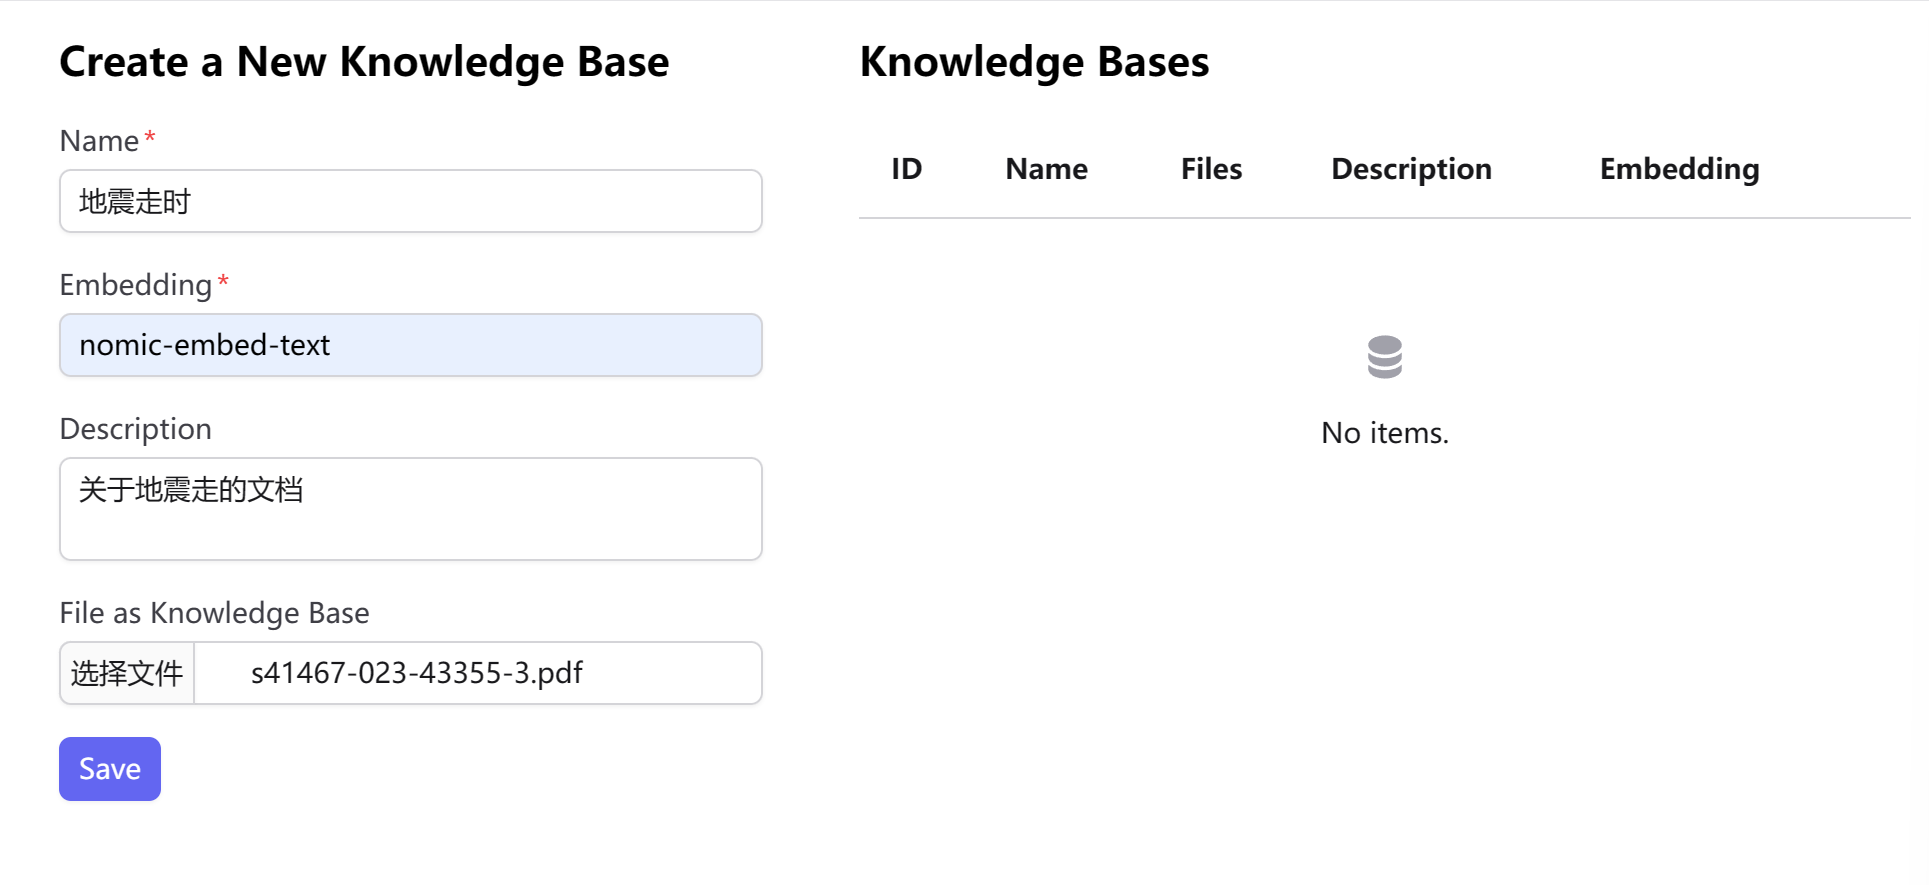 Create a New Knowledge Base
Name*
地震走时
Embedding*
nomic-embed-text
Description
关于地震走的文档
File as Knowledge Base
选择文件 s41467-023-43355-3.pdf
Save
Knowledge Bases
ID Name Files Description Embedding
No items.